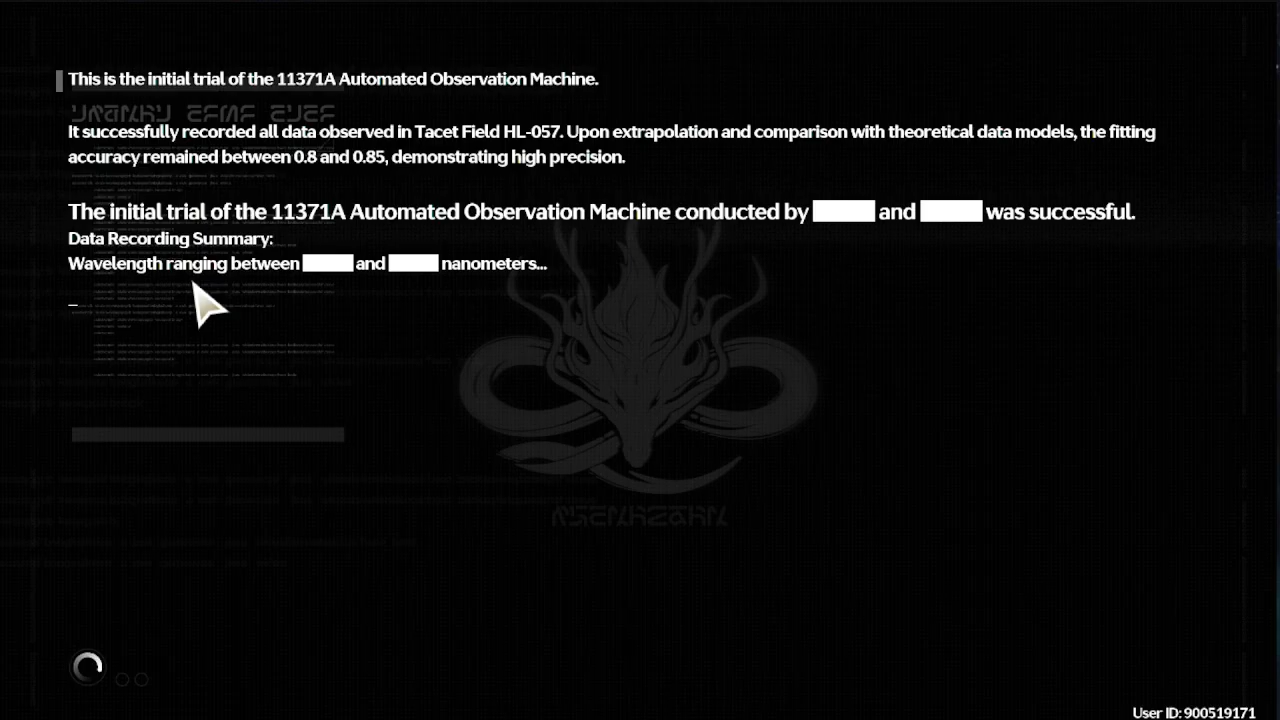 This is the initial trial of the 11371A Automated Observation Machine.
It successfully recorded all data observed in Tacet Field HL-057. Upon extrapolation and comparison with theoretical data models, the fitting
accuracy remained between 0.8 and 0.85, demonstrating high precision.
The initial trial of the 11371A Automated Observation Machine conducted by and was successful.
Data Recording Summary:
Wavelength ranging between and nanometers...
_
User ID: 900519171